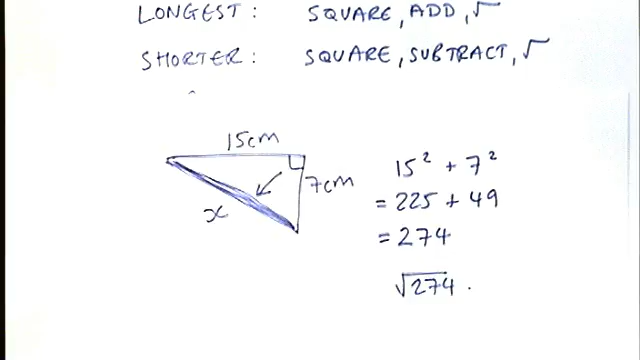 LONGEST: SQUARE, ADD, √
SHORTER: SQUARE, SUBTRACT, √
15cm
7cm
x
15² + 7²
= 225 + 49
= 274
√274